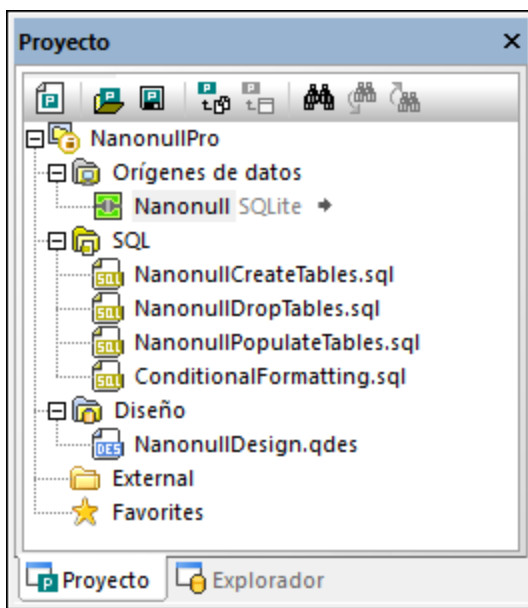 Proyecto
NanonullPro
Orígenes de datos
Nanonull SQLite
SQL
NanonullCreateTables.sql
NanonullDropTables.sql
NanonullPopulateTables.sql
ConditionalFormatting.sql
Diseño
NanonullDesign.qdes
External
Favorites
Proyecto Explorador